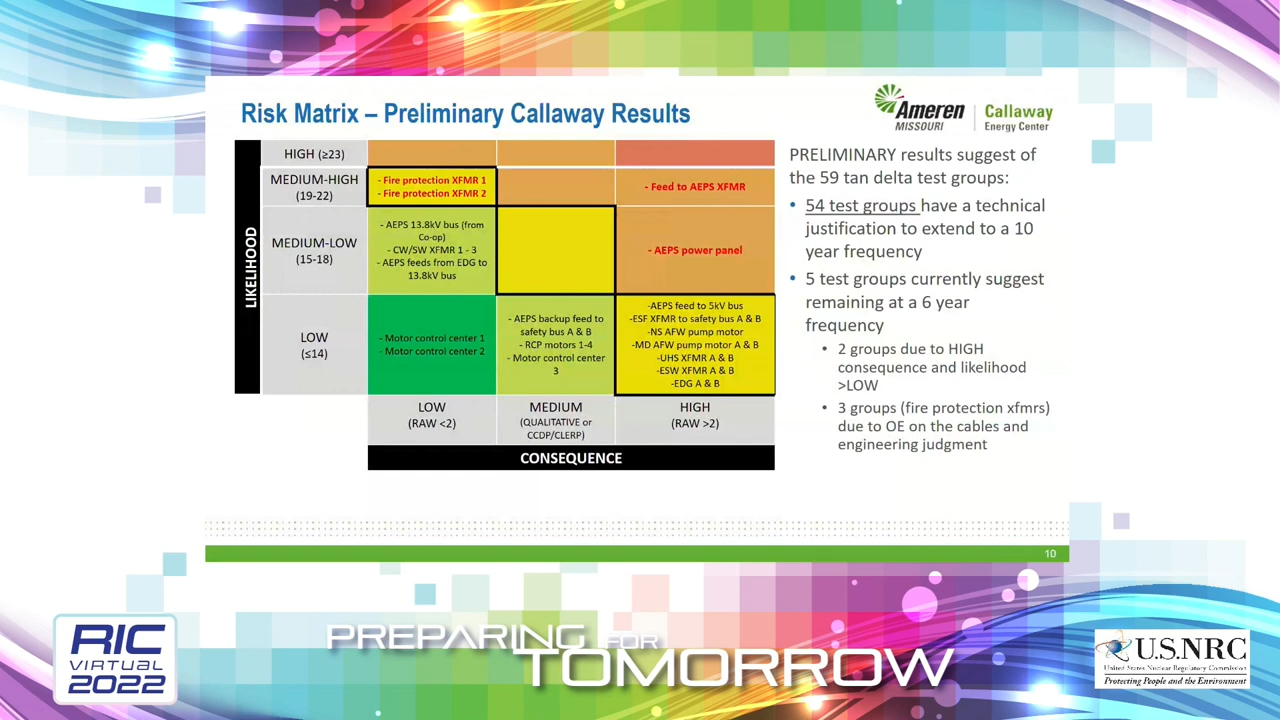 Risk Matrix – Preliminary Callaway Results
Ameren
MISSOURI
Callaway
Energy Center
LIKELIHOOD
HIGH (≥23)
MEDIUM-HIGH
(19-22)
- Fire protection XFMR 1
- Fire protection XFMR 2
- Feed to AEPS XFMR
MEDIUM-LOW
(15-18)
- AEPS 13.8kV bus (from
Co-op)
- CW/SW XFMR 1 - 3
- AEPS feeds from EDG to
13.8kV bus
- AEPS power panel
LOW
(≤14)
- Motor control center 1
- Motor control center 2
- AEPS backup feed to
safety bus A & B
- RCP motors 1-4
- Motor control center
3
-AEPS feed to 5kV bus
-ESF XFMR to safety bus A & B
-NS AFW pump motor
-MD AFW pump motor A & B
-UHS XFMR A & B
-ESW XFMR A & B
-EDG A & B
LOW
(RAW <2)
MEDIUM
(QUALITATIVE or
CCDP/CLERP)
HIGH
(RAW >2)
CONSEQUENCE
PRELIMINARY results suggest of
the 59 tan delta test groups:
• 54 test groups have a technical
justification to extend to a 10
year frequency
• 5 test groups currently suggest
remaining at a 6 year
frequency
• 2 groups due to HIGH
consequence and likelihood
>LOW
• 3 groups (fire protection xfmrs)
due to OE on the cables and
engineering judgment
10
RIC
VIRTUAL
2022
PREPARING FOR
TOMORROW
U.S.NRC
United States Nuclear Regulatory Commission
Protecting People and the Environment